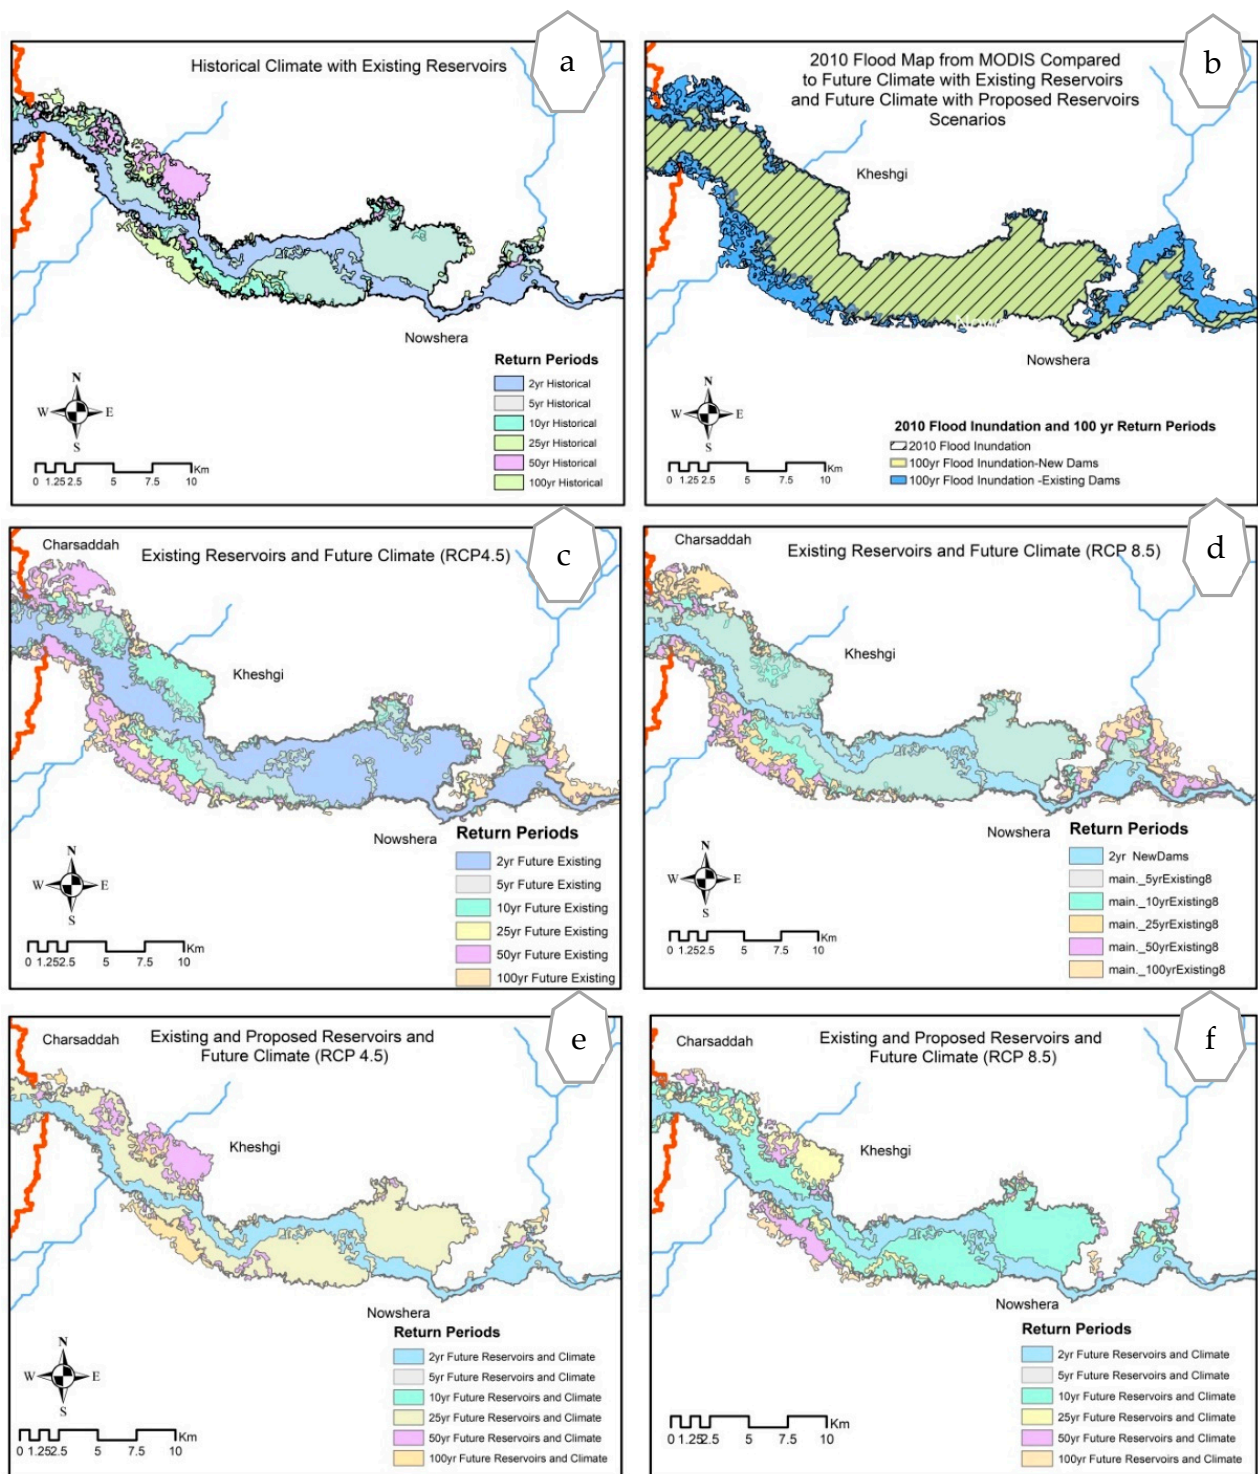 a
Historical Climate with Existing Reservoirs
Nowshera
Return Periods
2yr Historical
5yr Historical
10yr Historical
25yr Historical
50yr Historical
100yr Historical
N
W E
S
Km
0 1.25 2.5 5 7.5 10
b
2010 Flood Map from MODIS Compared
to Future Climate with Existing Reservoirs
and Future Climate with Proposed Reservoirs
Scenarios
Kheshgi
Nowshera
2010 Flood Inundation and 100 yr Return Periods
2010 Flood Inundation
100yr Flood Inundation-New Dams
100yr Flood Inundation -Existing Dams
N
W E
S
Km
0 1.25 2.5 5 7.5 10
c
Charsaddah
Existing Reservoirs and Future Climate (RCP4.5)
Kheshgi
Nowshera
Return Periods
2yr Future Existing
5yr Future Existing
10yr Future Existing
25yr Future Existing
50yr Future Existing
100yr Future Existing
N
W E
S
Km
0 1.25 2.5 5 7.5 10
d
Charsaddah
Existing Reservoirs and Future Climate (RCP 8.5)
Kheshgi
Nowshera
Return Periods
2yr NewDams
main._5yrExisting8
main._10yrExisting8
main._25yrExisting8
main._50yrExisting8
main._100yrExisting8
N
W E
S
Km
0 1.25 2.5 5 7.5 10
e
Charsaddah
Existing and Proposed Reservoirs and
Future Climate (RCP 4.5)
Kheshgi
Nowshera
Return Periods
2yr Future Reservoirs and Climate
5yr Future Reservoirs and Climate
10yr Future Reservoirs and Climate
25yr Future Reservoirs and Climate
50yr Future Reservoirs and Climate
100yr Future Reservoirs and Climate
N
W E
S
Km
0 1.25 2.5 5 7.5 10
f
Charsaddah
Existing and Proposed Reservoirs and
Future Climate (RCP 8.5)
Kheshgi
Nowshera
Return Periods
2yr Future Reservoirs and Climate
5yr Future Reservoirs and Climate
10yr Future Reservoirs and Climate
25yr Future Reservoirs and Climate
50yr Future Reservoirs and Climate
100yr Future Reservoirs and Climate
N
W E
S
Km
0 1.25 2.5 5 7.5 10